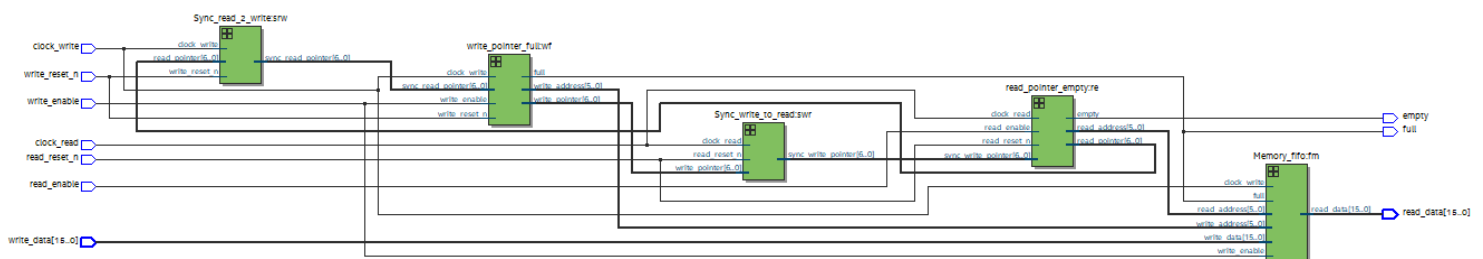 clock_write
write_reset_n
write_enable
clock_read
read_reset_n
read_enable
write_data[15..0]
Sync_read_2_write:srw
clock_write
read_pointer[6..0]
write_reset_n
sync_read_pointer[6..0]
write_pointer_full:wf
clock_write
sync_read_pointer[6..0]
write_enable
write_reset_n
full
write_address[5..0]
write_pointer[6..0]
Sync_write_to_read:swr
clock_read
read_reset_n
write_pointer[6..0]
sync_write_pointer[6..0]
read_pointer_empty:re
clock_read
read_enable
read_reset_n
sync_write_pointer[6..0]
empty
read_address[5..0]
read_pointer[6..0]
Memory_fifo:fm
clock_write
full
read_address[5..0]
write_address[5..0]
write_data[15..0]
write_enable
read_data[15..0]
empty
full
read_data[15..0]